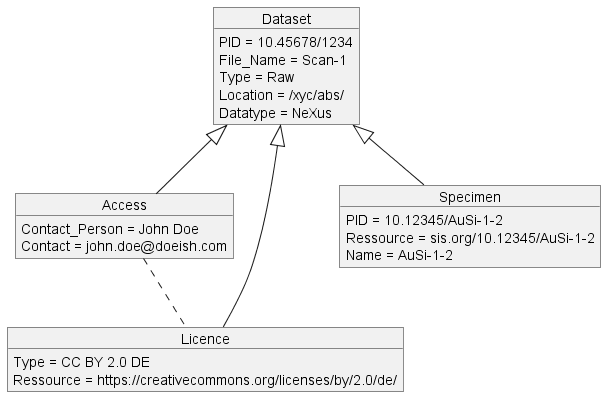 Dataset
PID = 10.45678/1234
File_Name = Scan-1
Type = Raw
Location = /xyc/abs/
Datatype = NeXus
Access
Contact_Person = John Doe
Contact = john.doe@doeish.com
Specimen
PID = 10.12345/AuSi-1-2
Ressource = sis.org/10.12345/AuSi-1-2
Name = AuSi-1-2
Licence
Type = CC BY 2.0 DE
Ressource = https://creativecommons.org/licenses/by/2.0/de/